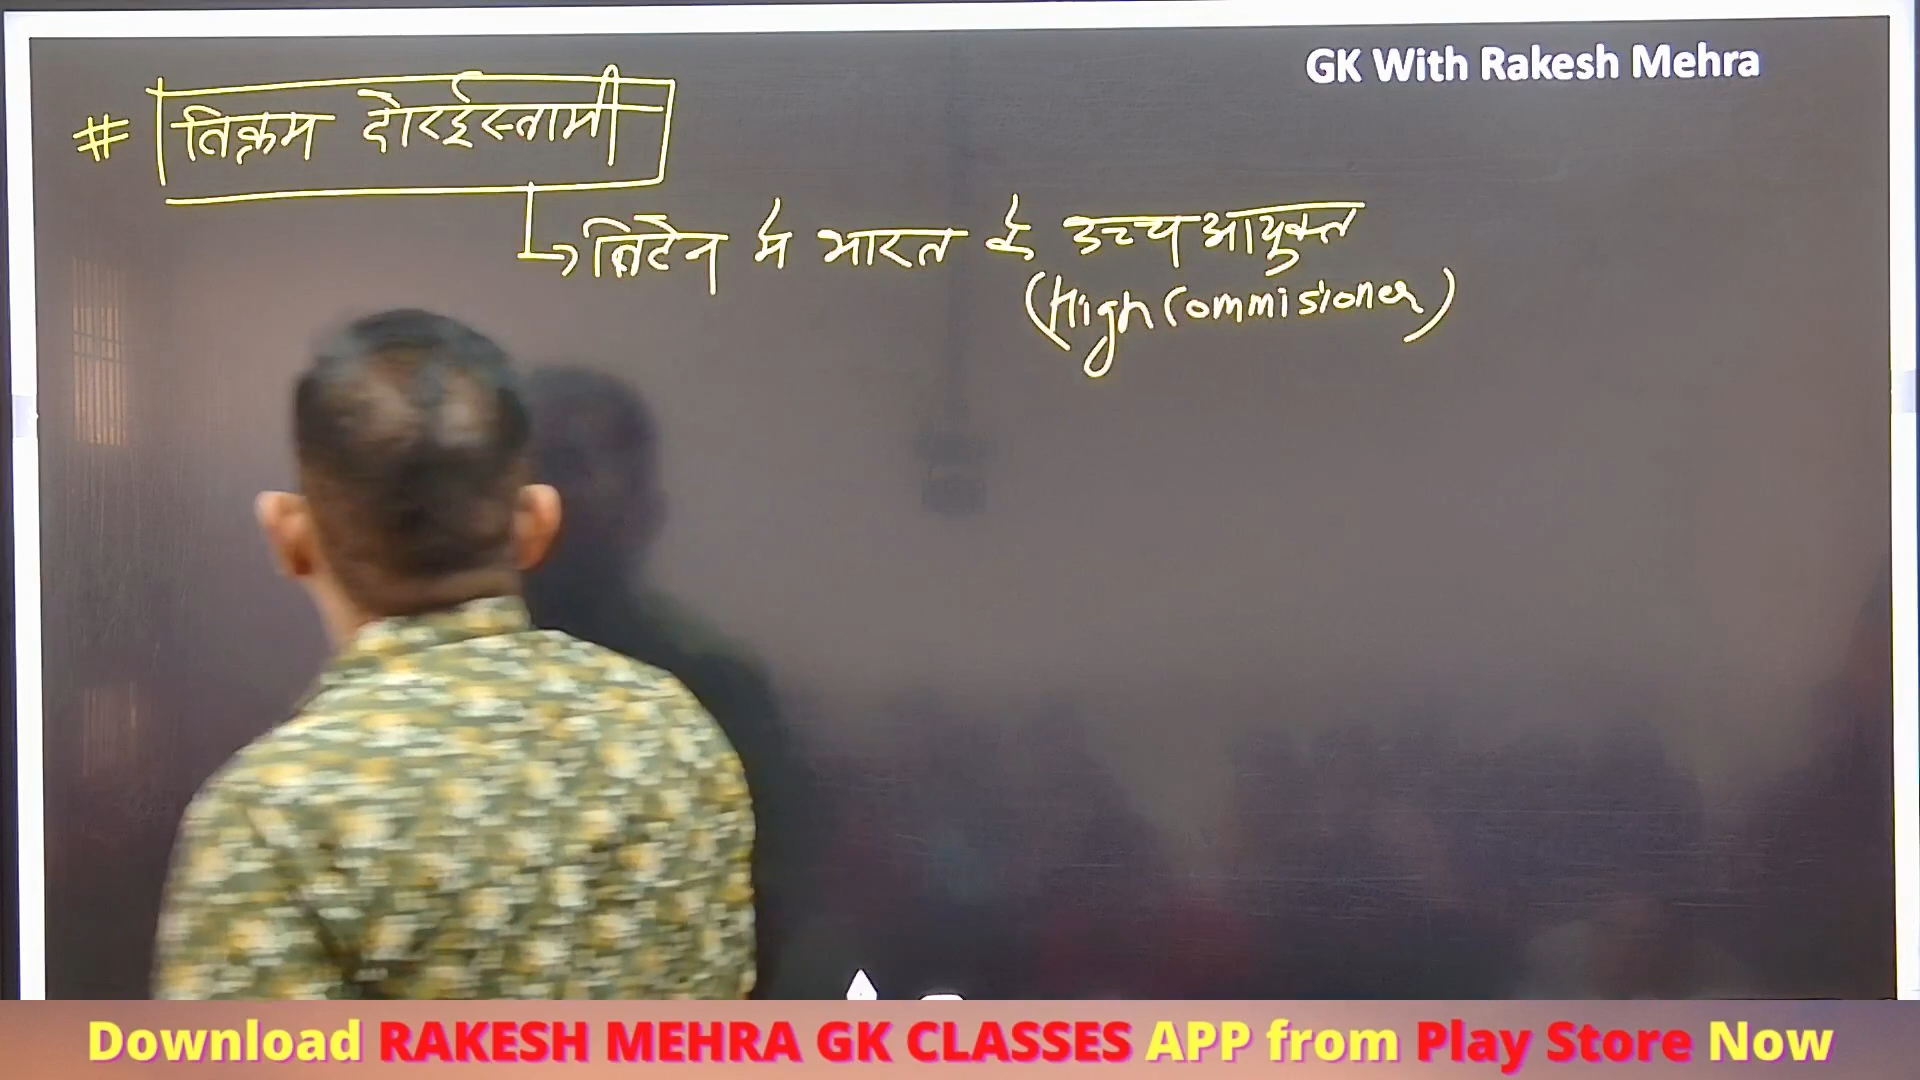 GK With Rakesh Mehra
# विक्रम दोरईस्वामी
ब्रिटेन में भारत के उच्च आयुक्त
(High Commisioner)
Download RAKESH MEHRA GK CLASSES APP from Play Store Now